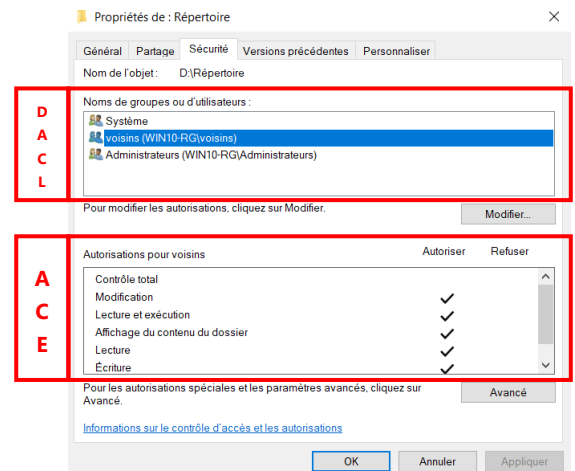 Propriétés de : Répertoire
Général Partage Sécurité Versions précédentes Personnaliser
Nom de l'objet : D:\Répertoire
DACL
Noms de groupes ou d'utilisateurs :
Système
voisins (WIN10-RG\voisins)
Administrateurs (WIN10-RG\Administrateurs)
Pour modifier les autorisations, cliquez sur Modifier.
Modifier...
ACE
Autorisations pour voisins Autoriser Refuser
Contrôle total
Modification
Lecture et exécution
Affichage du contenu du dossier
Lecture
Écriture
Pour les autorisations spéciales et les paramètres avancés, cliquez sur
Avancé.
Avancé
Informations sur le contrôle d'accès et les autorisations
OK Annuler Appliquer